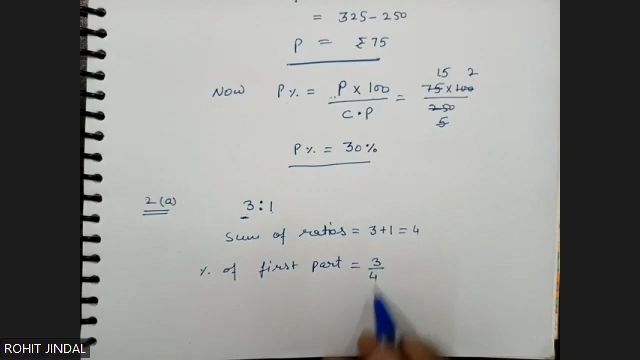 = 325 - 250
P = ₹75
Now P% = P × 100 / C.P = 75 × 100 / 250
15 2
5
P% = 30%
2(a) 3:1
Sum of ratios = 3+1 = 4
% of first part = 3/4
ROHIT JINDAL